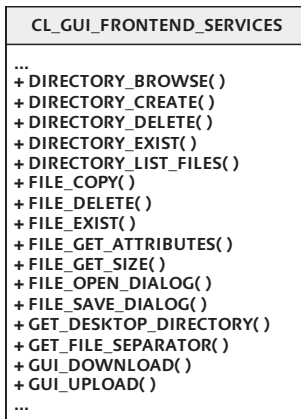 CL_GUI_FRONTEND_SERVICES
...
+ DIRECTORY_BROWSE( )
+ DIRECTORY_CREATE( )
+ DIRECTORY_DELETE( )
+ DIRECTORY_EXIST( )
+ DIRECTORY_LIST_FILES( )
+ FILE_COPY( )
+ FILE_DELETE( )
+ FILE_EXIST( )
+ FILE_GET_ATTRIBUTES( )
+ FILE_GET_SIZE( )
+ FILE_OPEN_DIALOG( )
+ FILE_SAVE_DIALOG( )
+ GET_DESKTOP_DIRECTORY( )
+ GET_FILE_SEPARATOR( )
+ GUI_DOWNLOAD( )
+ GUI_UPLOAD( )
...